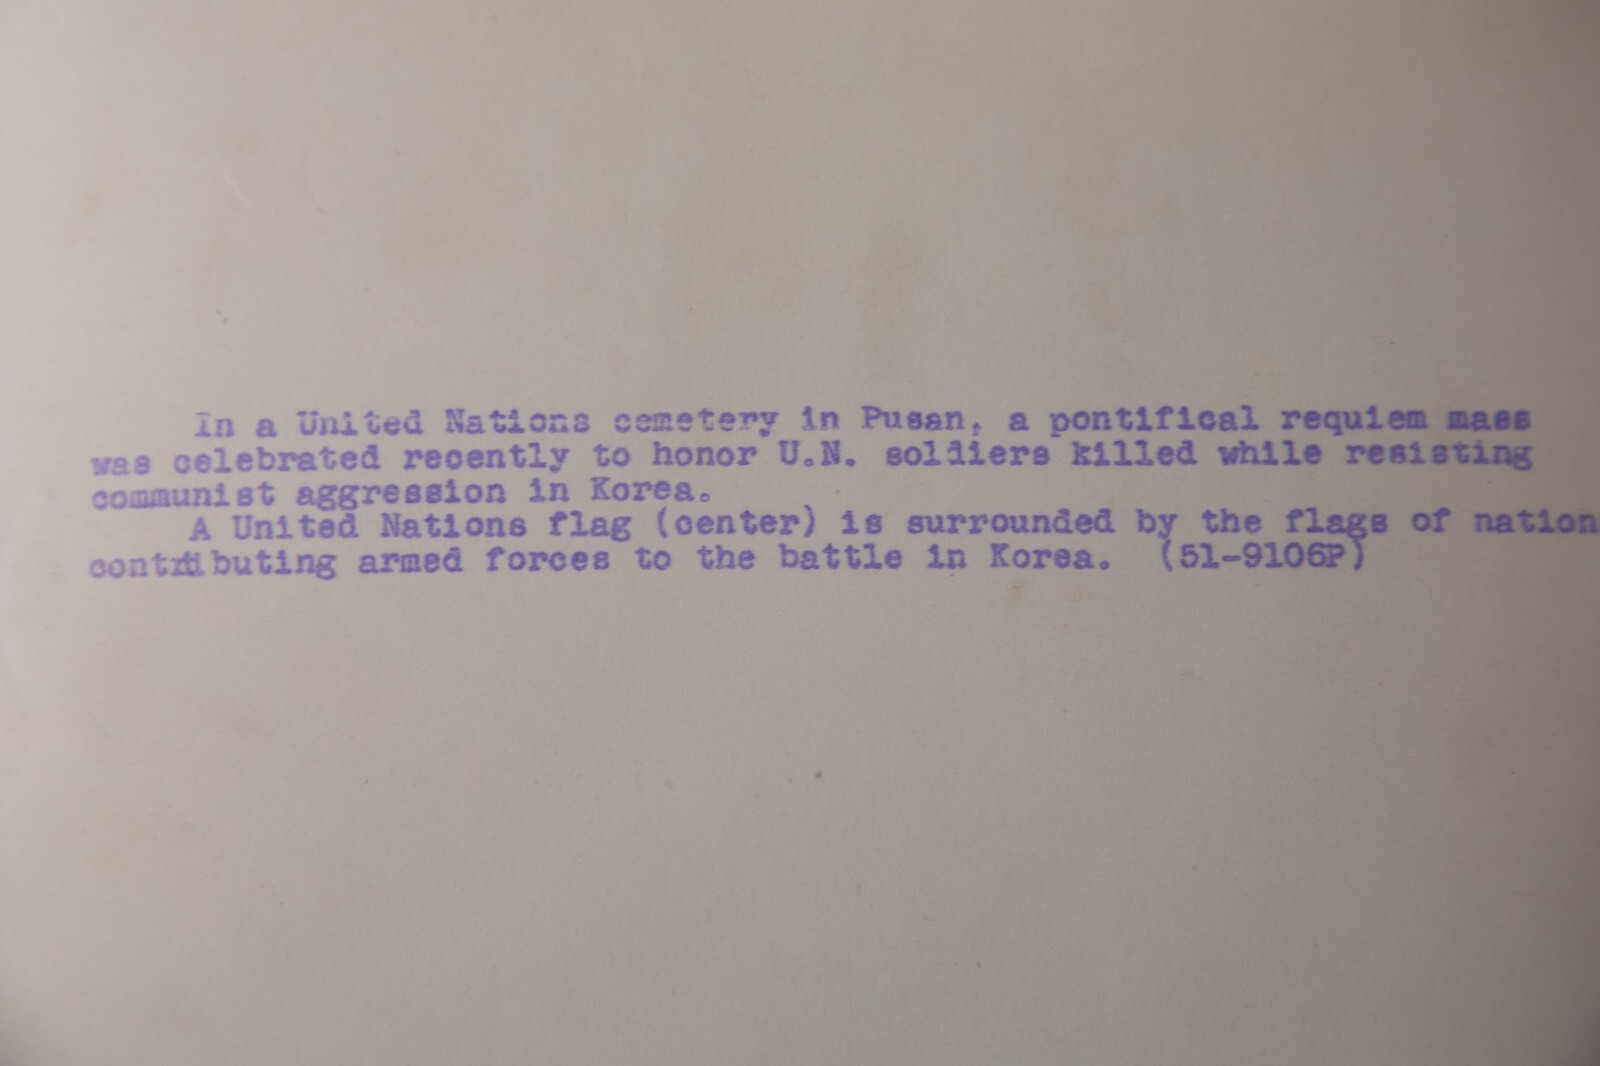 In a United Nations cemetery in Pusan, a pontifical requiem mass
was celebrated recently to honor U.N. soldiers killed while resisting
communist aggression in Korea.
A United Nations flag (center) is surrounded by the flags of nation
contributing armed forces to the battle in Korea. (51-9106P)